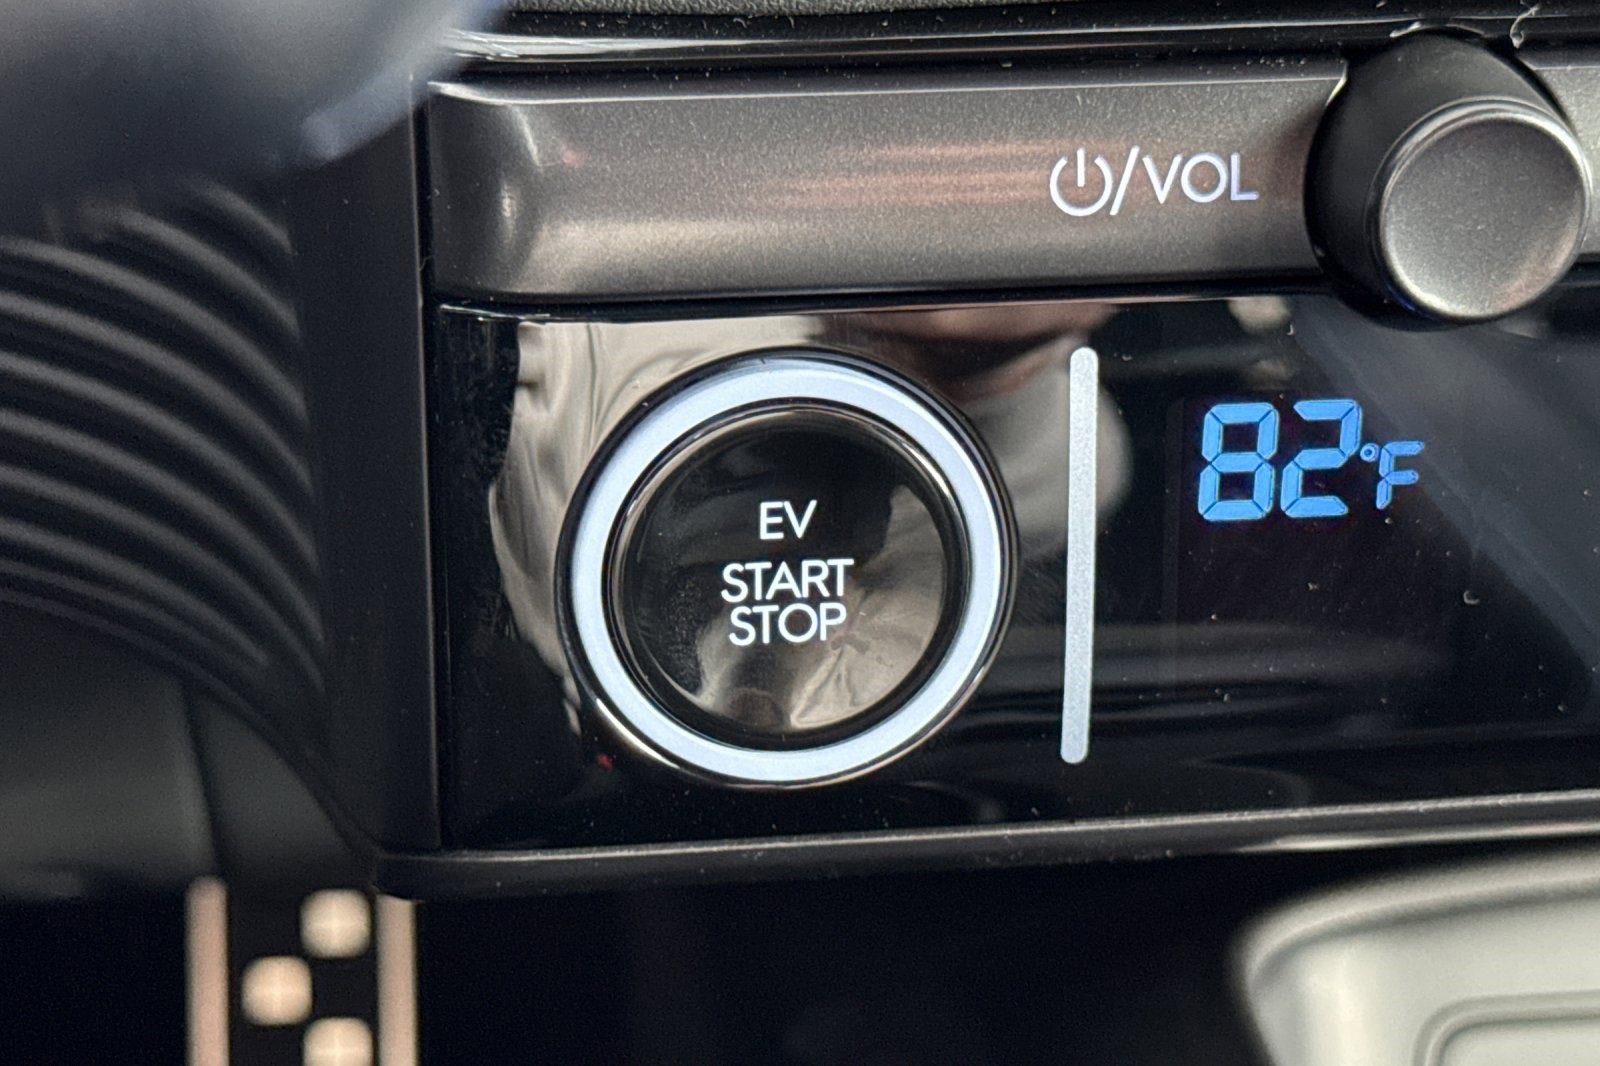 ⏻/VOL
EV
START
STOP
82°F